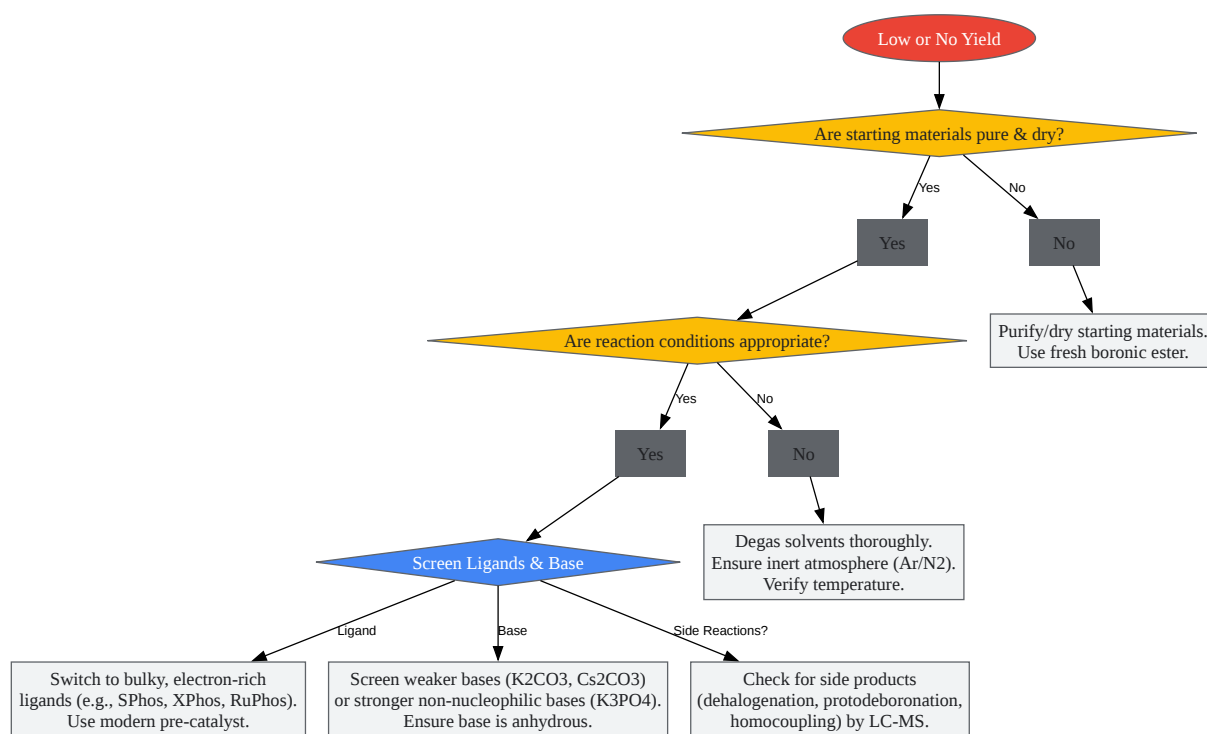 Low or No Yield
Are starting materials pure & dry?
Yes
No
Yes
No
Purify/dry starting materials.
Use fresh boronic ester.
Are reaction conditions appropriate?
Yes
No
Yes
No
Degas solvents thoroughly.
Ensure inert atmosphere (Ar/N2).
Verify temperature.
Screen Ligands & Base
Ligand
Base
Side Reactions?
Switch to bulky, electron-rich
ligands (e.g., SPhos, XPhos, RuPhos).
Use modern pre-catalyst.
Screen weaker bases (K2CO3, Cs2CO3)
or stronger non-nucleophilic bases (K3PO4).
Ensure base is anhydrous.
Check for side products
(dehalogenation, protodeboronation,
homocoupling) by LC-MS.